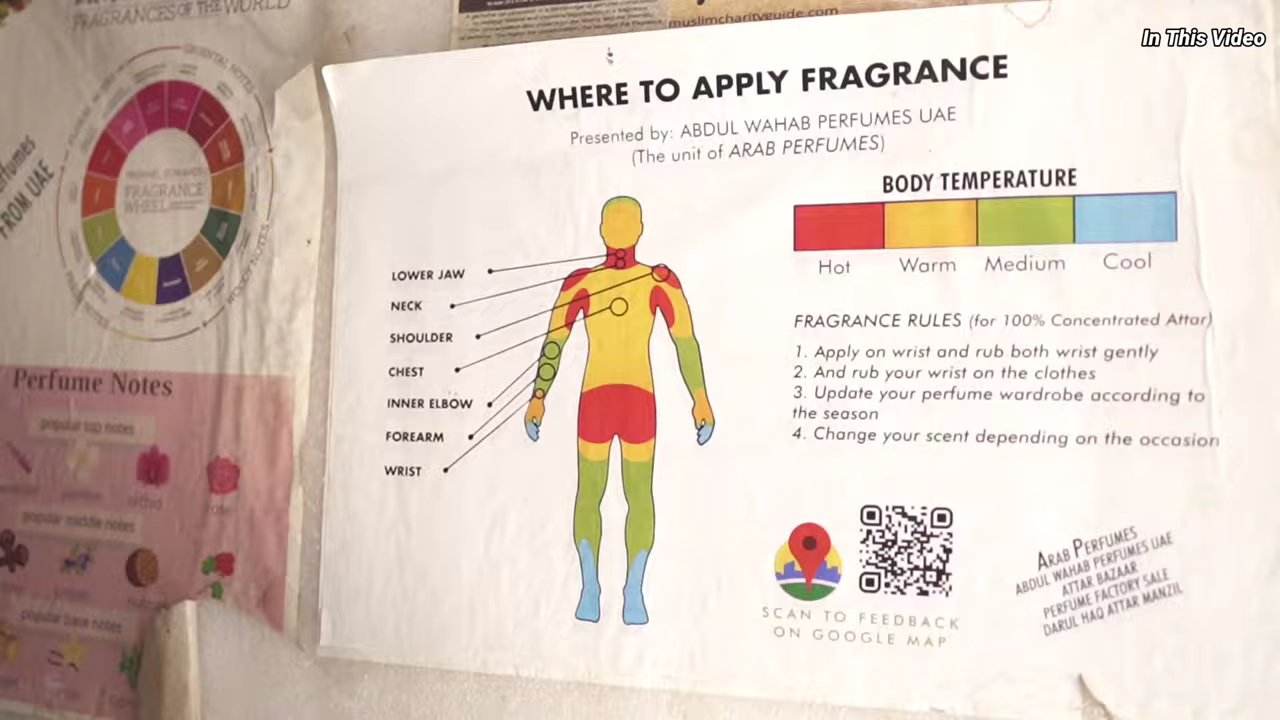 FRAGRANCES OF THE WORLD
muslimcharityguide.com
In This Video
ORIENTAL NOTES
WOODY NOTES
FRAGRANCE
WHEEL
FROM UAE
Perfume Notes
popular top notes
popular middle notes
popular base notes
WHERE TO APPLY FRAGRANCE
Presented by: ABDUL WAHAB PERFUMES UAE
(The unit of ARAB PERFUMES)
LOWER JAW
NECK
SHOULDER
CHEST
INNER ELBOW
FOREARM
WRIST
BODY TEMPERATURE
Hot Warm Medium Cool
FRAGRANCE RULES (for 100% Concentrated Attar)
1. Apply on wrist and rub both wrist gently
2. And rub your wrist on the clothes
3. Update your perfume wardrobe according to
the season
4. Change your scent depending on the occasion
SCAN TO FEEDBACK
ON GOOGLE MAP
ARAB PERFUMES
ABDUL WAHAB PERFUMES UAE
ATTAR BAZAAR
PERFUME FACTORY SALE
DARUL HAQ ATTAR MANZIL